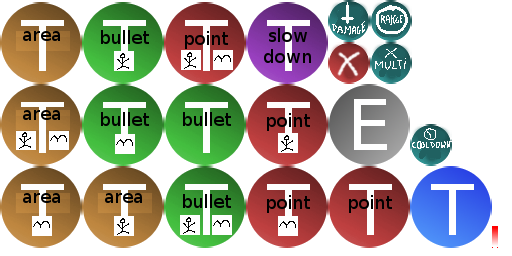 area T
bullet T
point T
slow down T
DAMAGE
RANGE
X
X MULTI
area T
bullet T
bullet T
point T
E
COOLDOWN
area T
area T
bullet T
point T
point T
T